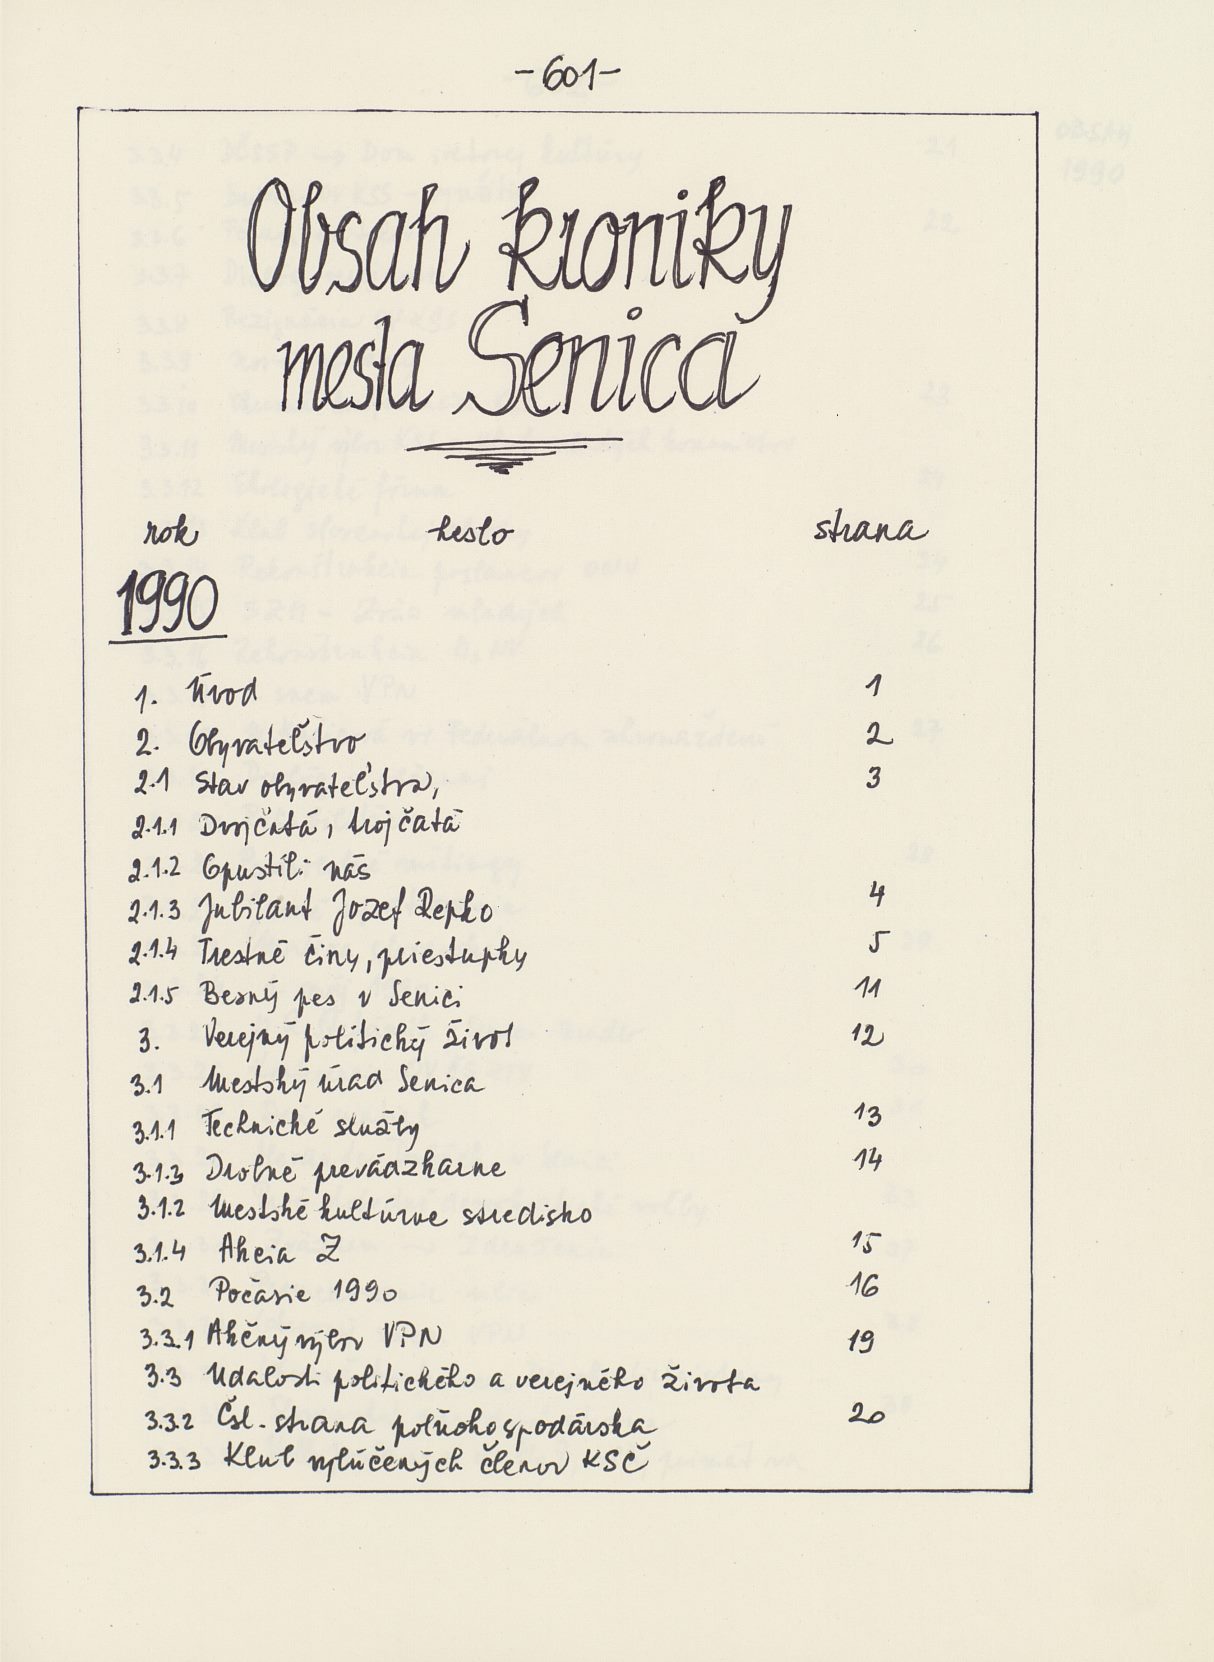 -601-
Obsah kroniky
mesta Senica
rok heslo strana
1990
1. Úvod 1
2. Obyvateľstvo 2
2.1 Stav obyvateľstva, 3
2.1.1 Dvojčatá, trojčatá
2.1.2 Opustili nás
2.1.3 Jubilant Jozef Repko 4
2.1.4 Trestné činy, priestupky 5
2.1.5 Besný pes v Senici 11
3. Verejný politický život 12
3.1 Mestský úrad Senica
3.1.1 Technické služby 13
3.1.3 Drobné prevádzkarne 14
3.1.2 Mestské kultúrne stredisko
3.1.4 Akcia Z 15
3.2 Počasie 1990 16
3.3.1 Akčný výbor VPN 19
3.3 Udalosti politického a verejného života
3.3.2 Čsl. strana poľnohospodárska 20
3.3.3 Klub vylúčených členov KSČ